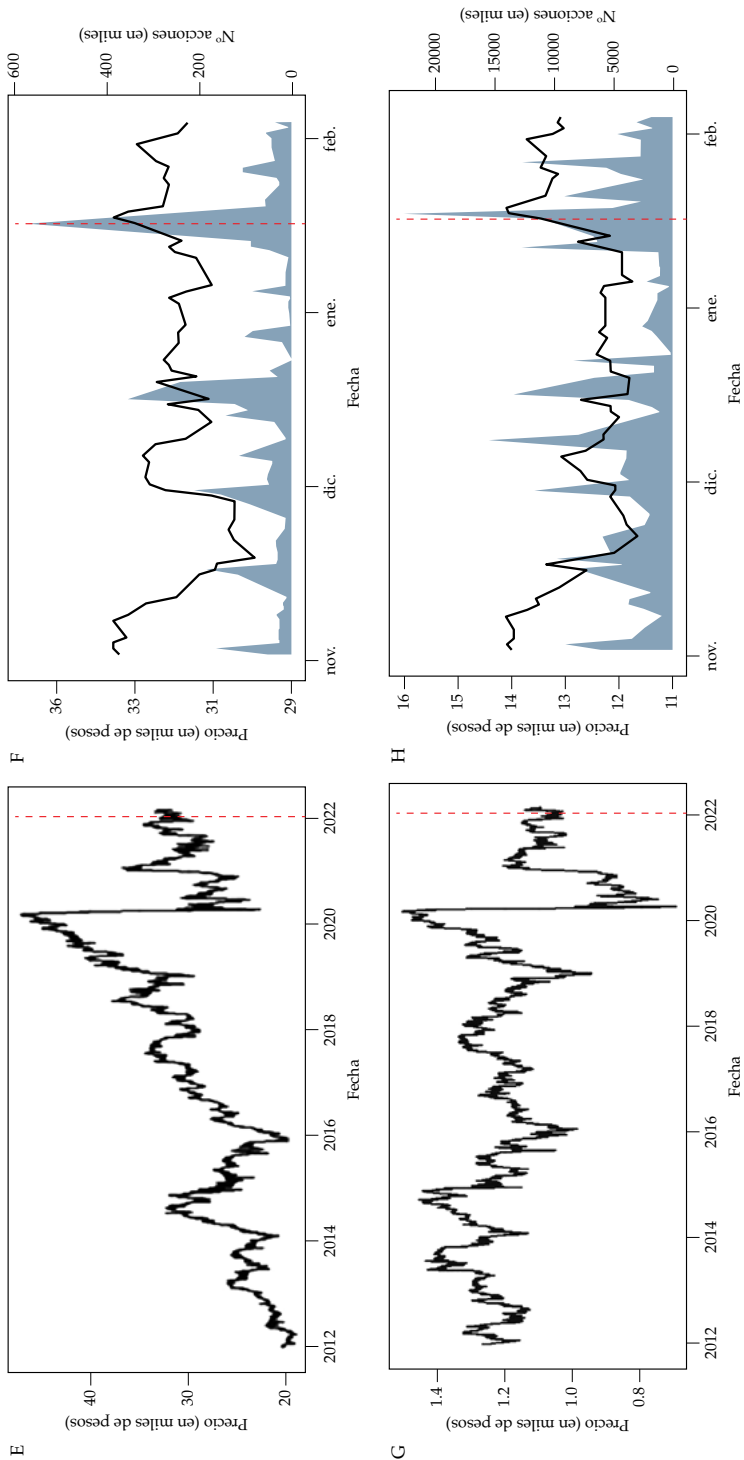 E
Precio (en miles de pesos)
40
30
20
2012
2014
2016
2018
2020
2022
Fecha
F
Precio (en miles de pesos)
36
33
31
29
Nº acciones (en miles)
600
400
200
0
nov.
dic.
ene.
feb.
Fecha
G
Precio (en miles de pesos)
1.4
1.2
1.0
0.8
2012
2014
2016
2018
2020
2022
Fecha
H
Precio (en miles de pesos)
16
15
14
13
12
11
Nº acciones (en miles)
20000
15000
10000
5000
0
nov.
dic.
ene.
feb.
Fecha